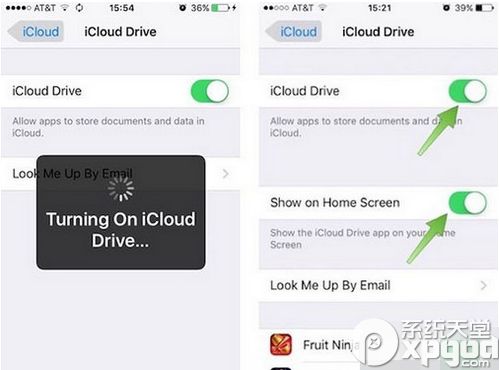 AT&T 15:54 36%
iCloud iCloud Drive
iCloud Drive
Allow apps to store documents and data in
iCloud.
Look Me Up By Email
Turning On iCloud
Drive...
AT&T 15:21 39%
iCloud iCloud Drive
iCloud Drive
Allow apps to store documents and data in
iCloud.
Show on Home Screen
Show the iCloud Drive app on your Home
Screen
Look Me Up By Email
Fruit Ninja
系统天堂
xpgod.com